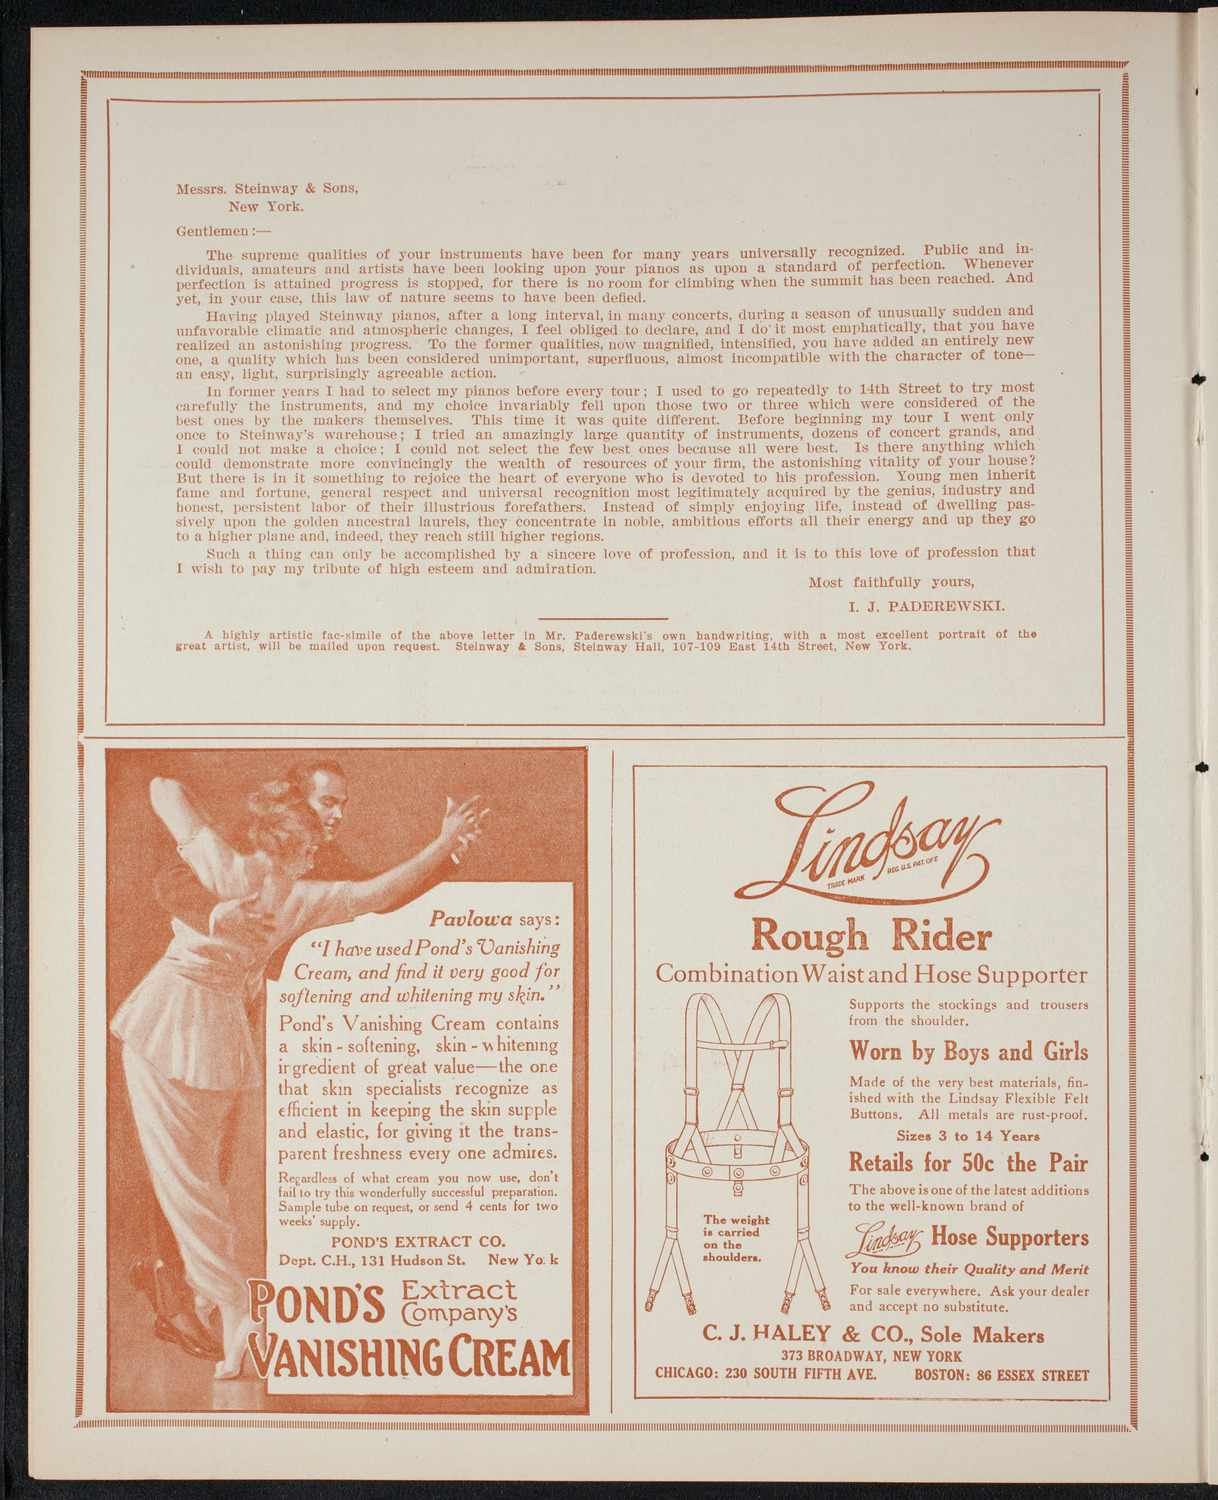 Messrs. Steinway & Sons,
New York.
Gentlemen:—
The supreme qualities of your instruments have been for many years universally recognized. Public and in-
dividuals, amateurs and artists have been looking upon your pianos as upon a standard of perfection. Whenever
perfection is attained progress is stopped, for there is no room for climbing when the summit has been reached. And
yet, in your case, this law of nature seems to have been defied.
Having played Steinway pianos, after a long interval, in many concerts, during a season of unusually sudden and
unfavorable climatic and atmospheric changes, I feel obliged to declare, and I do it most emphatically, that you have
realized an astonishing progress. To the former qualities, now magnified, intensified, you have added an entirely new
one, a quality which has been considered unimportant, superfluous, almost incompatible with the character of tone—
an easy, light, surprisingly agreeable action.
In former years I had to select my pianos before every tour; I used to go repeatedly to 14th Street to try most
carefully the instruments, and my choice invariably fell upon those two or three which were considered of the
best ones by the makers themselves. This time it was quite different. Before beginning my tour I went only
once to Steinway's warehouse; I tried an amazingly large quantity of instruments, dozens of concert grands, and
I could not make a choice; I could not select the few best ones because all were best. Is there anything which
could demonstrate more convincingly the wealth of resources of your firm, the astonishing vitality of your house?
But there is in it something to rejoice the heart of everyone who is devoted to his profession. Young men inherit
fame and fortune, general respect and universal recognition most legitimately acquired by the genius, industry and
honest, persistent labor of their illustrious forefathers. Instead of simply enjoying life, instead of dwelling pas-
sively upon the golden ancestral laurels, they concentrate in noble, ambitious efforts all their energy and up they go
to a higher plane and, indeed, they reach still higher regions.
Such a thing can only be accomplished by a sincere love of profession, and it is to this love of profession that
I wish to pay my tribute of high esteem and admiration.
Most faithfully yours,
I. J. PADEREWSKI.
A highly artistic fac-simile of the above letter in Mr. Paderewski's own handwriting, with a most excellent portrait of the
great artist, will be mailed upon request. Steinway & Sons, Steinway Hall, 107-109 East 14th Street, New York.
Pavlowa says:
"I have used Pond's Vanishing
Cream, and find it very good for
softening and whitening my skin."
Pond's Vanishing Cream contains
a skin-softening, skin-whitening
ingredient of great value—the one
that skin specialists recognize as
efficient in keeping the skin supple
and elastic, for giving it the trans-
parent freshness every one admires.
Regardless of what cream you now use, don't
fail to try this wonderfully successful preparation.
Sample tube on request, or send 4 cents for two
weeks' supply.
POND'S EXTRACT CO.
Dept. C.H., 131 Hudson St. New York
POND'S Extract
Company's
VANISHING CREAM
Lindsay
TRADE MARK REG. U.S. PAT. OFF.
Rough Rider
Combination Waist and Hose Supporter
Supports the stockings and trousers
from the shoulder.
Worn by Boys and Girls
Made of the very best materials, fin-
ished with the Lindsay Flexible Felt
Buttons. All metals are rust-proof.
Sizes 3 to 14 Years
Retails for 50c the Pair
The above is one of the latest additions
to the well-known brand of
Lindsay Hose Supporters
You know their Quality and Merit
For sale everywhere. Ask your dealer
and accept no substitute.
The weight
is carried
on the
shoulders.
C. J. HALEY & CO., Sole Makers
373 BROADWAY, NEW YORK
CHICAGO: 230 SOUTH FIFTH AVE. BOSTON: 86 ESSEX STREET